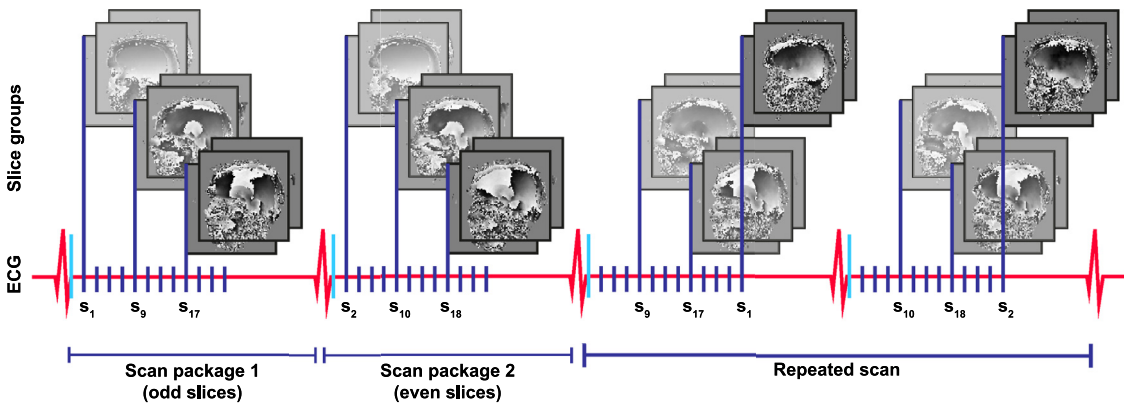 Slice groups
ECG
s1 s9 s17 s2 s10 s18 s9 s17 s1 s10 s18 s2
Scan package 1
(odd slices)
Scan package 2
(even slices)
Repeated scan